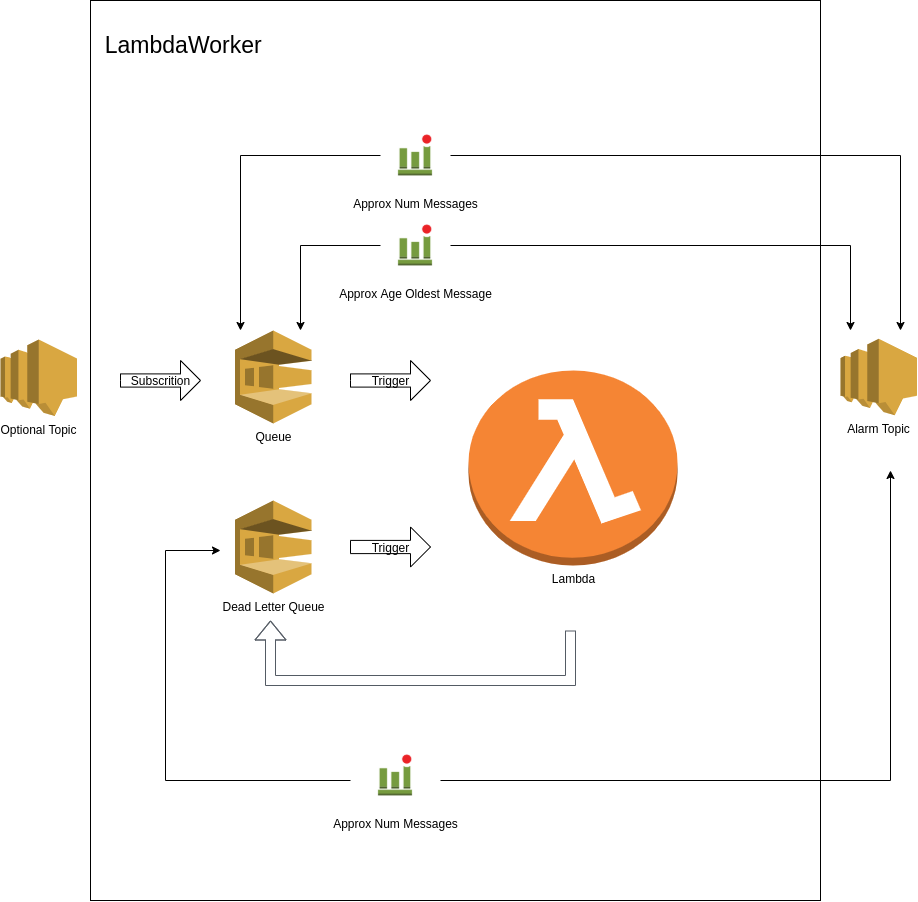 LambdaWorker
Approx Num Messages
Approx Age Oldest Message
Optional Topic
Subscrition
Queue
Trigger
Alarm Topic
Dead Letter Queue
Trigger
Lambda
Approx Num Messages